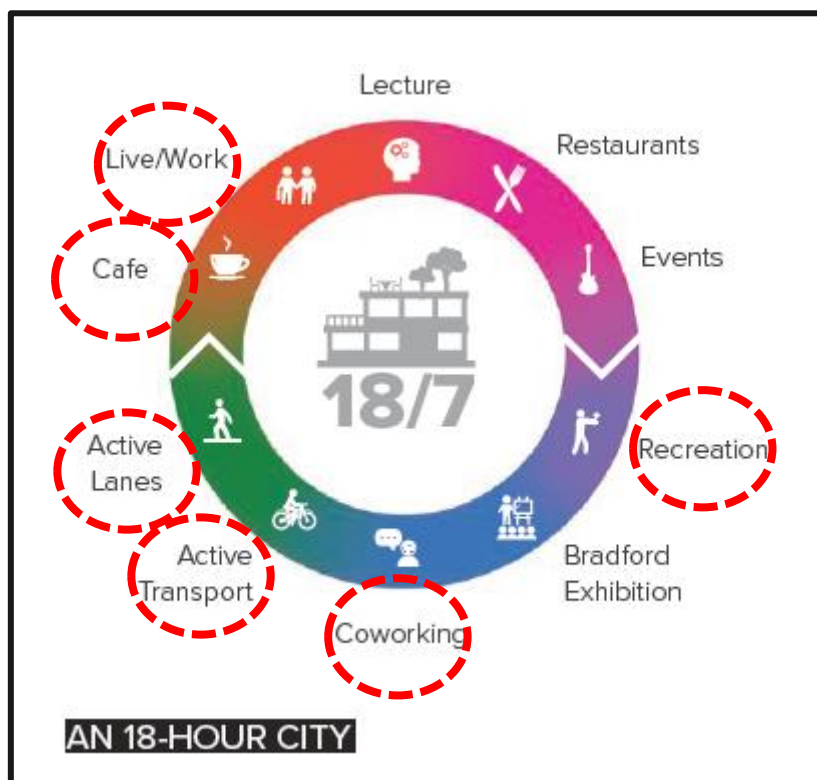 Lecture
Live/Work
Restaurants
Cafe
Events
18/7
Active
Lanes
Recreation
Active
Transport
Bradford
Exhibition
Coworking
AN 18-HOUR CITY